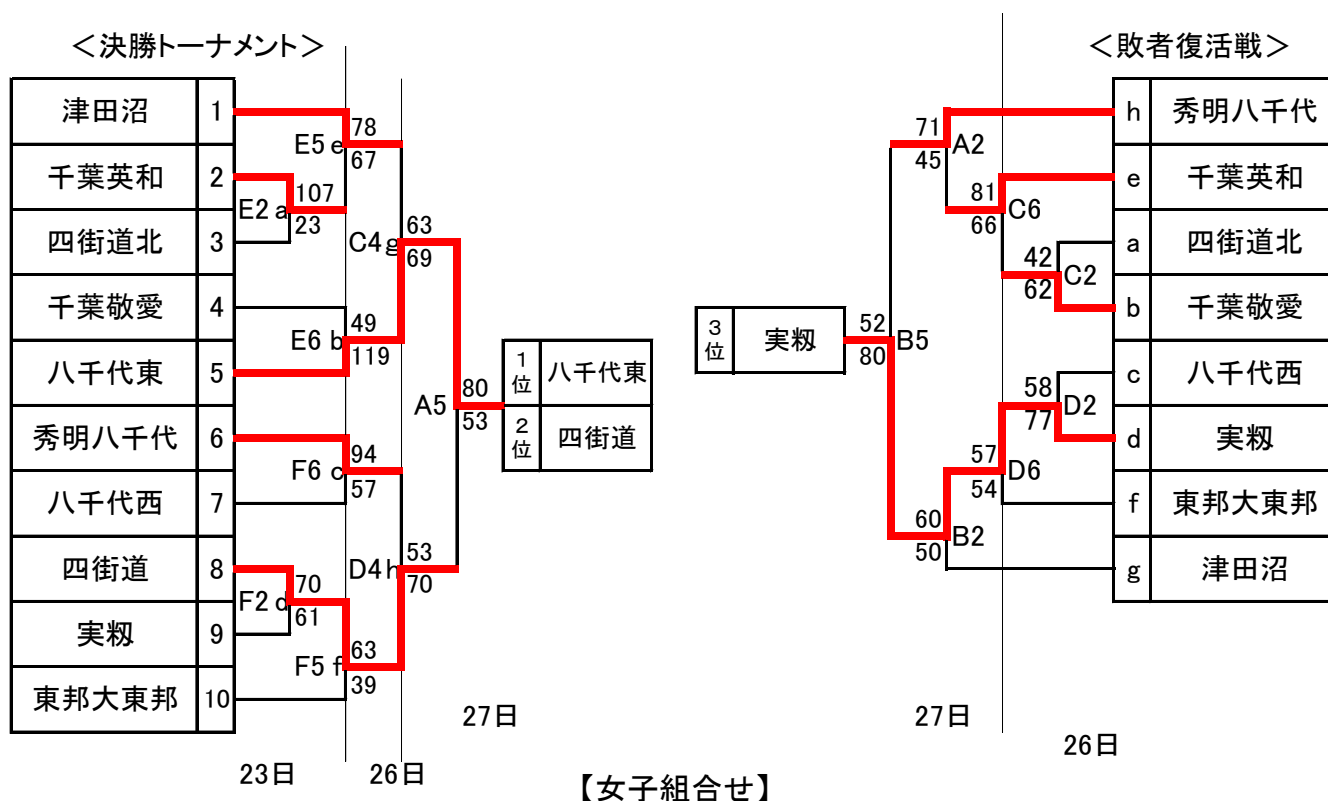 ＜決勝トーナメント＞
津田沼 1
千葉英和 2
四街道北 3
千葉敬愛 4
八千代東 5
秀明八千代 6
八千代西 7
四街道 8
実籾 9
東邦大東邦 10
E5 e
78
67
E2 a
107
23
C4 g
63
69
E6 b
49
119
A5
80
53
F6 c
94
57
D4 h
53
70
F2 d
70
61
F5 f
63
39
1位 八千代東
2位 四街道
23日
26日
27日
＜敗者復活戦＞
h 秀明八千代
e 千葉英和
a 四街道北
b 千葉敬愛
c 八千代西
d 実籾
f 東邦大東邦
g 津田沼
71
45
A2
81
66
C6
42
62
C2
3位 実籾
52
80
B5
58
77
D2
57
54
D6
60
50
B2
27日
26日
【女子組合せ】